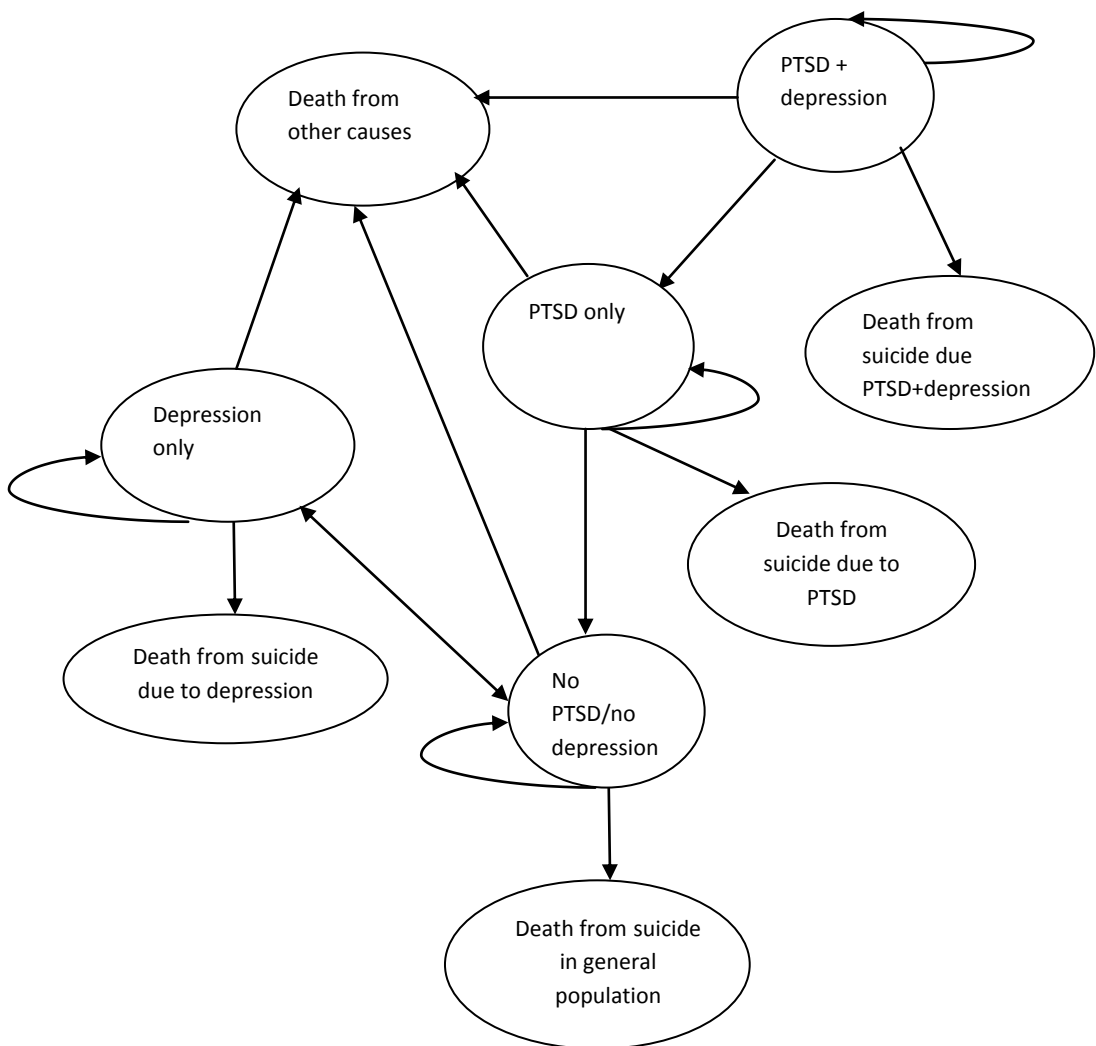 PTSD +
depression
Death from
other causes
PTSD only
Death from
suicide due
PTSD+depression
Depression
only
Death from
suicide due to
PTSD
Death from suicide
due to depression
No
PTSD/no
depression
Death from suicide
in general
population